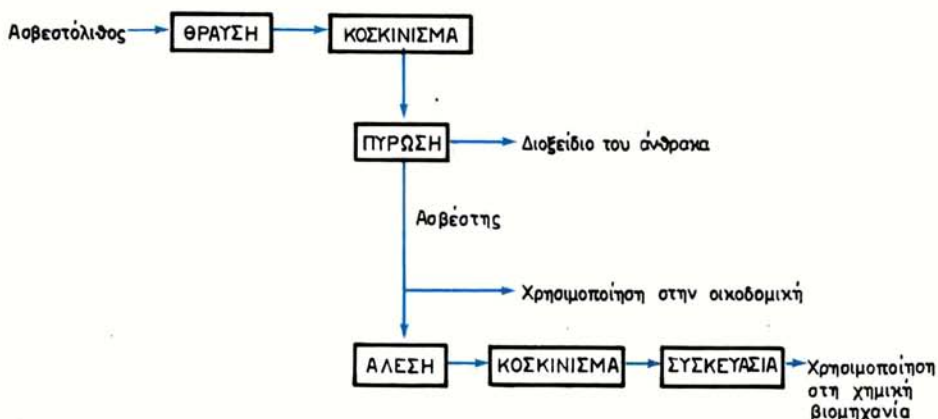 Ασβεστόλιθος
ΘΡΑΥΣΗ
ΚΟΣΚΙΝΙΣΜΑ
ΠΥΡΩΣΗ
Διοξείδιο του άνθρακα
Ασβέστης
Χρησιμοποίηση στην οικοδομική
ΑΛΕΣΗ
ΚΟΣΚΙΝΙΣΜΑ
ΣΥΣΚΕΥΑΣΙΑ
Χρησιμοποίηση
στη χημική
βιομηχανία